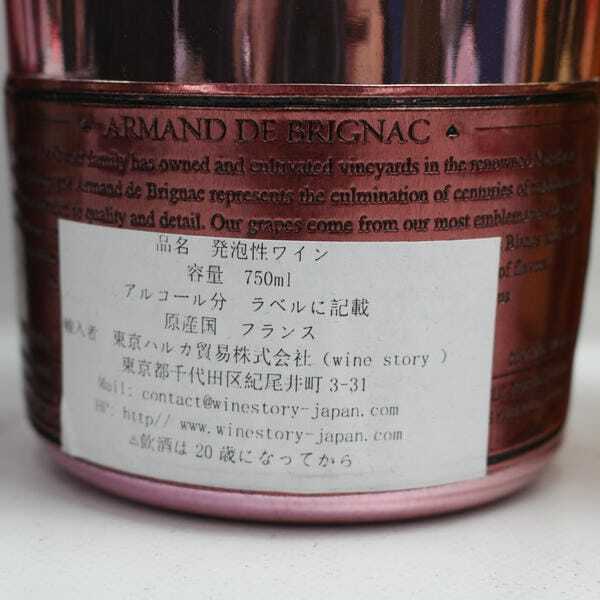 ARMAND DE BRIGNAC
family has owned and cultivated vineyards in the renowned
Armand de Brignac represents the culmination of centuries of
to quality and detail. Our grapes come from our most
Blancs
of flavors
品名 発泡性ワイン
容量 750ml
アルコール分 ラベルに記載
原産国 フランス
輸入者 東京ハルカ貿易株式会社 (wine story )
東京都千代田区紀尾井町 3-31
Mail: contact@winestory-japan.com
HP: http// www.winestory-japan.com
⚠飲酒は 20 歳になってから